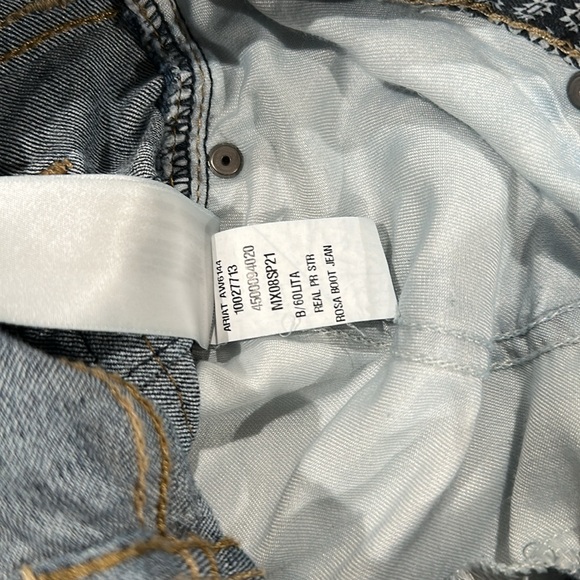 ARIAT AW6144
10027713
4500094020
MX08SP21
B/60LITA
REAL PR STR
ROSA BOOT JEAN